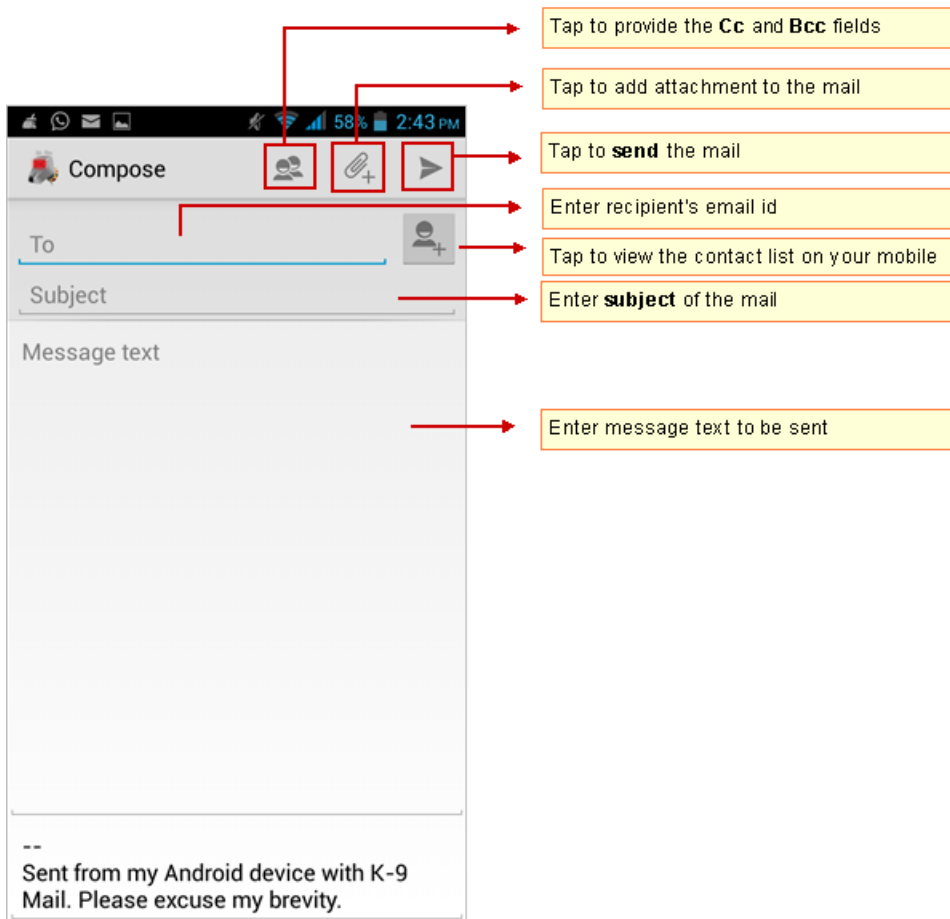 Tap to provide the Cc and Bcc fields
Tap to add attachment to the mail
58% 2:43 PM
Compose
Tap to send the mail
Enter recipient's email id
To
Tap to view the contact list on your mobile
Subject
Enter subject of the mail
Message text
Enter message text to be sent
--
Sent from my Android device with K-9
Mail. Please excuse my brevity.